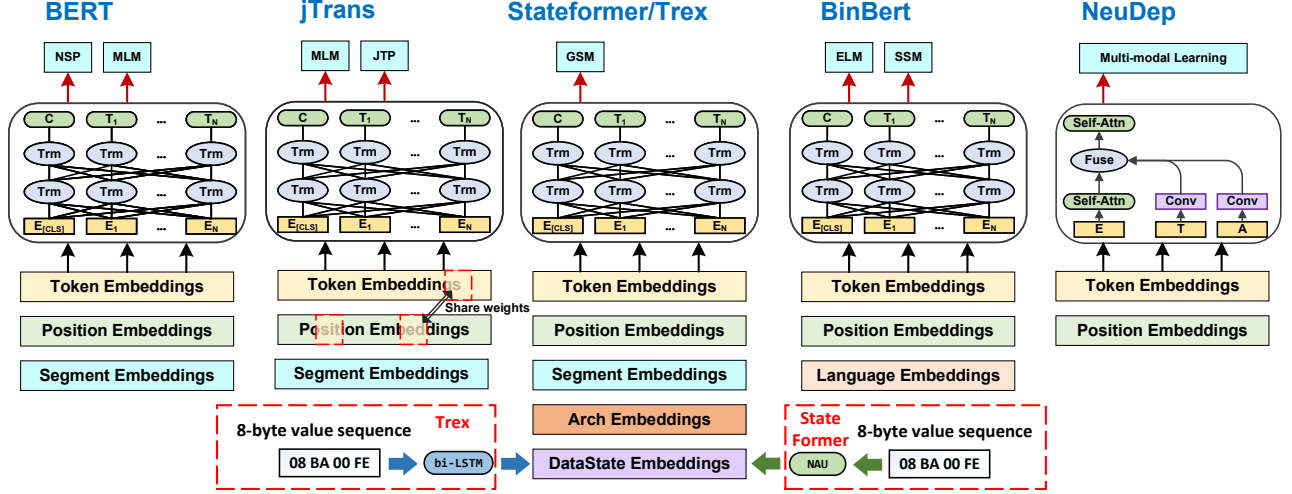 BERT
jTrans
Stateformer/Trex
BinBert
NeuDep
NSP
MLM
MLM
JTP
GSM
ELM
SSM
Multi-modal Learning
C T1 ... TN
C T1 ... TN
C T1 ... TN
C T1 ... TN
Self-Attn
Trm Trm ... Trm
Trm Trm ... Trm
Trm Trm ... Trm
Trm Trm ... Trm
Fuse
Trm Trm ... Trm
Trm Trm ... Trm
Trm Trm ... Trm
Trm Trm ... Trm
Self-Attn
Conv
Conv
E[CLS] E1 ... EN
E[CLS] E1 ... EN
E[CLS] E1 ... EN
E[CLS] E1 ... EN
E
T
A
Token Embeddings
Token Embeddings
Token Embeddings
Token Embeddings
Token Embeddings
Share weights
Position Embeddings
Position Embeddings
Position Embeddings
Position Embeddings
Position Embeddings
Segment Embeddings
Segment Embeddings
Segment Embeddings
Language Embeddings
Arch Embeddings
DataState Embeddings
Trex
8-byte value sequence
08 BA 00 FE
bi-LSTM
State
Former
8-byte value sequence
NAU
08 BA 00 FE